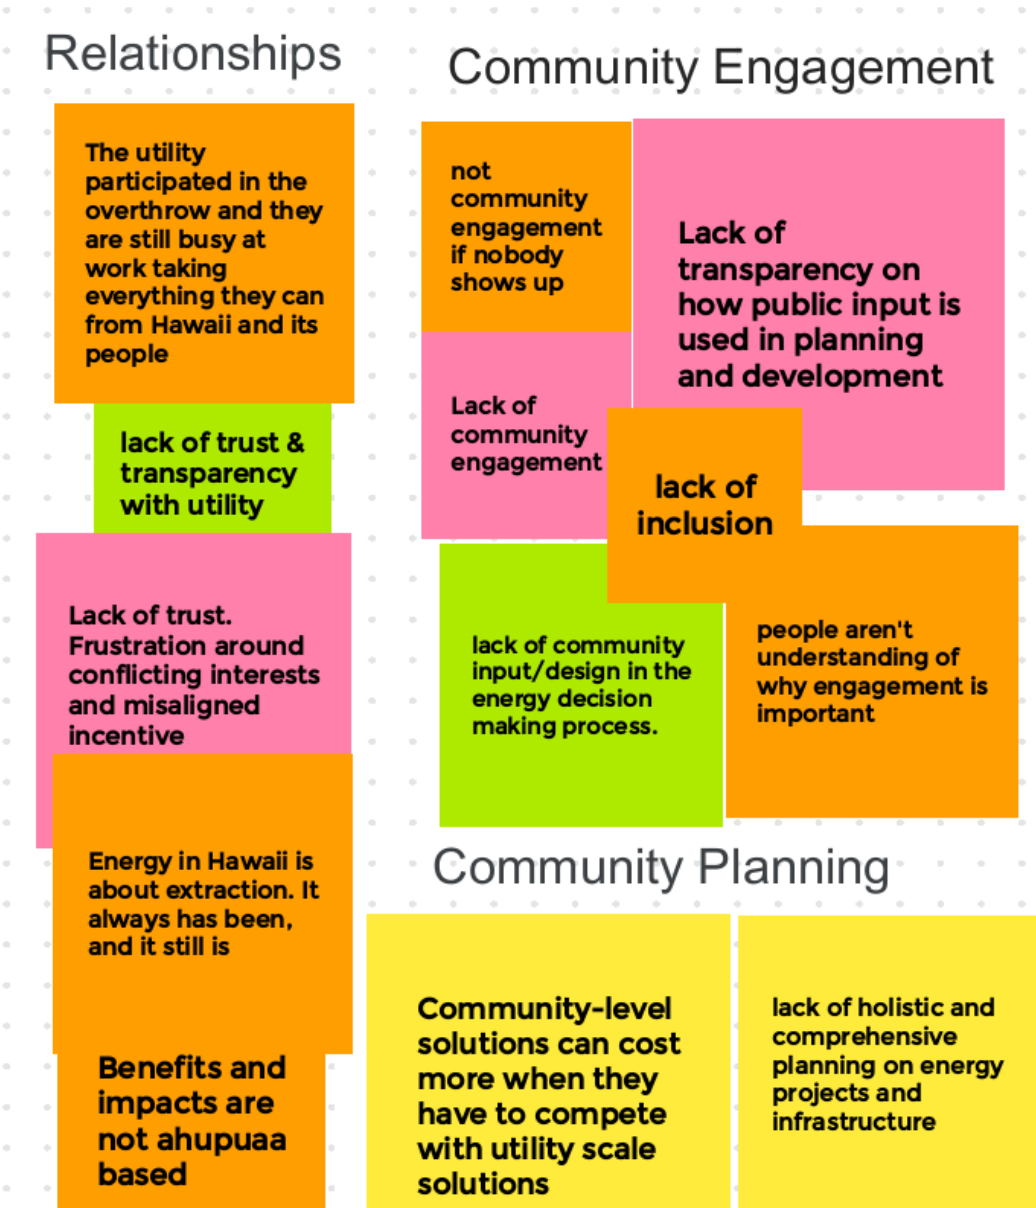 Relationships
The utility
participated in the
overthrow and they
are still busy at
work taking
everything they can
from Hawaii and its
people
lack of trust &
transparency
with utility
Lack of trust.
Frustration around
conflicting interests
and misaligned
incentive
Energy in Hawaii is
about extraction. It
always has been,
and it still is
Benefits and
impacts are
not ahupuaa
based
Community Engagement
not
community
engagement
if nobody
shows up
Lack of
transparency on
how public input is
used in planning
and development
Lack of
community
engagement
lack of
inclusion
lack of community
input/design in the
energy decision
making process.
people aren't
understanding of
why engagement is
important
Community Planning
Community-level
solutions can cost
more when they
have to compete
with utility scale
solutions
lack of holistic and
comprehensive
planning on energy
projects and
infrastructure